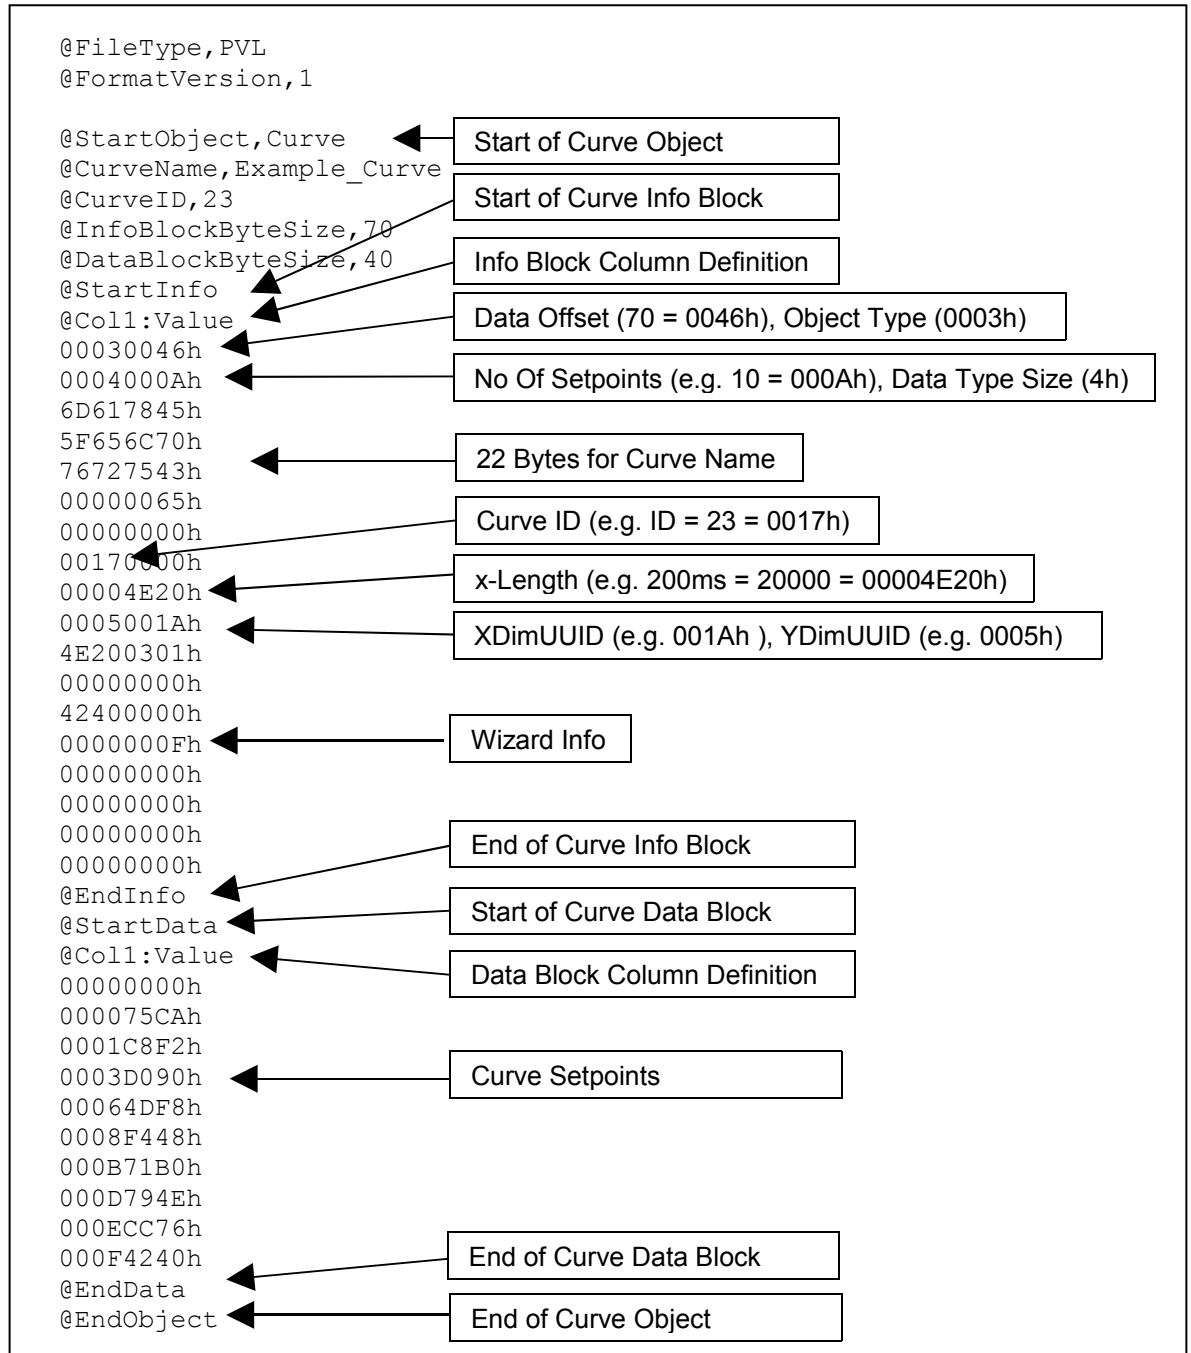 @FileType,PVL
@FormatVersion,1
@StartObject,Curve
Start of Curve Object
@CurveName,Example_Curve
@CurveID,23
Start of Curve Info Block
@InfoBlockByteSize,70
@DataBlockByteSize,40
Info Block Column Definition
@StartInfo
@Col1:Value
Data Offset (70 = 0046h), Object Type (0003h)
00030046h
0004000Ah
No Of Setpoints (e.g. 10 = 000Ah), Data Type Size (4h)
6D617845h
5F656C70h
76727543h
22 Bytes for Curve Name
00000065h
00000000h
Curve ID (e.g. ID = 23 = 0017h)
00170000h
00004E20h
x-Length (e.g. 200ms = 20000 = 00004E20h)
0005001Ah
XDimUUID (e.g. 001Ah ), YDimUUID (e.g. 0005h)
4E200301h
00000000h
42400000h
0000000Fh
Wizard Info
00000000h
00000000h
00000000h
End of Curve Info Block
00000000h
@EndInfo
@StartData
Start of Curve Data Block
@Col1:Value
Data Block Column Definition
00000000h
000075CAh
0001C8F2h
0003D090h
Curve Setpoints
00064DF8h
0008F448h
000B71B0h
000D794Eh
000ECC76h
000F4240h
End of Curve Data Block
@EndData
@EndObject
End of Curve Object